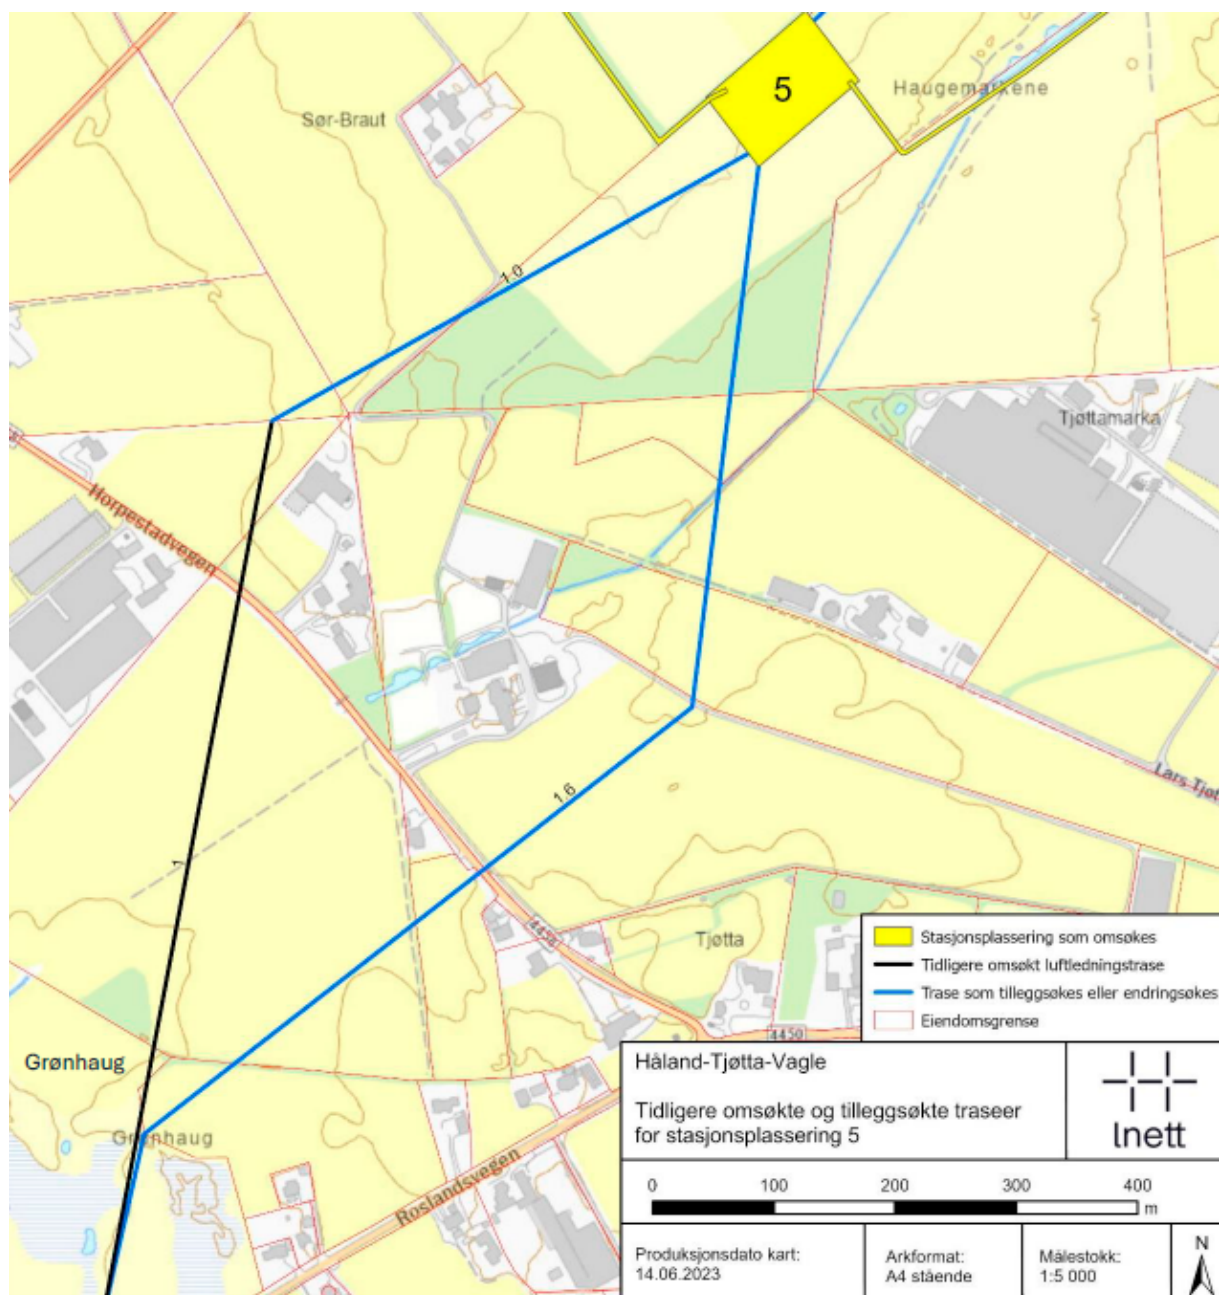 5
Haugemarkene
Sør-Braut
1.0
Tjøttamarka
Horpestadvegen
1.6
Lars Tjøt
1
4450
Tjøtta
Stasjonsplassering som omsøkes
Tidligere omsøkt luftledningstrase
Trase som tilleggsøkes eller endringsøkes
Eiendomsgrense
4450
Grønhaug
Grønhaug
Roslandsvegen
Håland-Tjøtta-Vagle
Tidligere omsøkte og tilleggsøkte traseer
for stasjonsplassering 5
lnett
0 100 200 300 400
m
Produksjonsdato kart:
14.06.2023
Arkformat:
A4 stående
Målestokk:
1:5 000
N